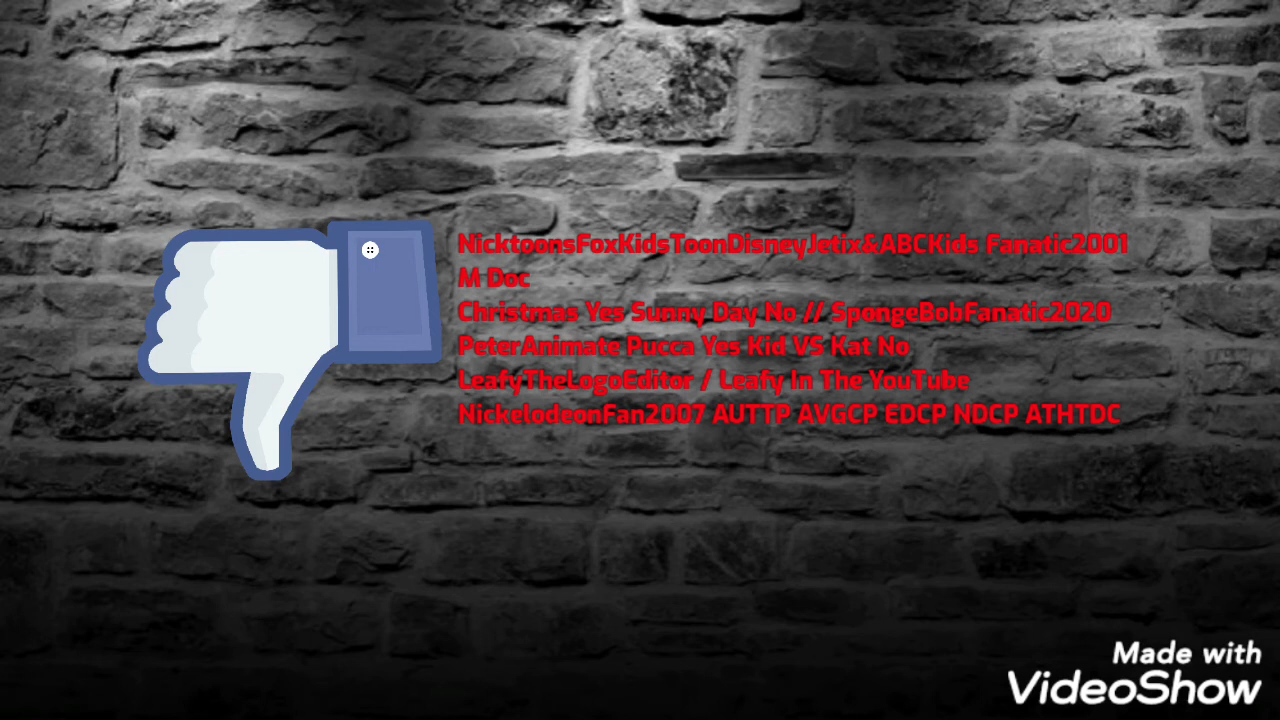 NicktoonsFoxKidsToonDisneyJetix&ABCKids Fanatic2001
M Doc
Christmas Yes Sunny Day No // SpongeBobFanatic2020
PeterAnimate Pucca Yes Kid VS Kat No
LeafyTheLogoEditor / Leafy In The YouTube
NickelodeonFan2007 AUTTP AVGCP EDCP NDCP ATHTDC
Made with
VideoShow